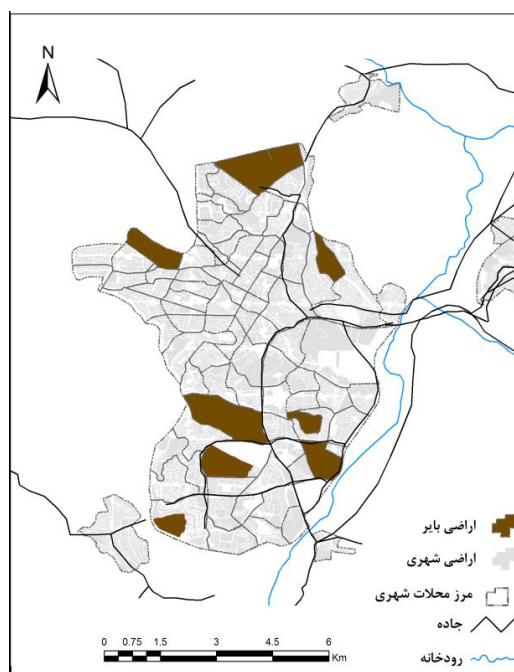 N
اراضی بایر
اراضی شهری
مرز محلات شهری
جاده
رودخانه
0 0.75 1.5 3 4.5 6
Km